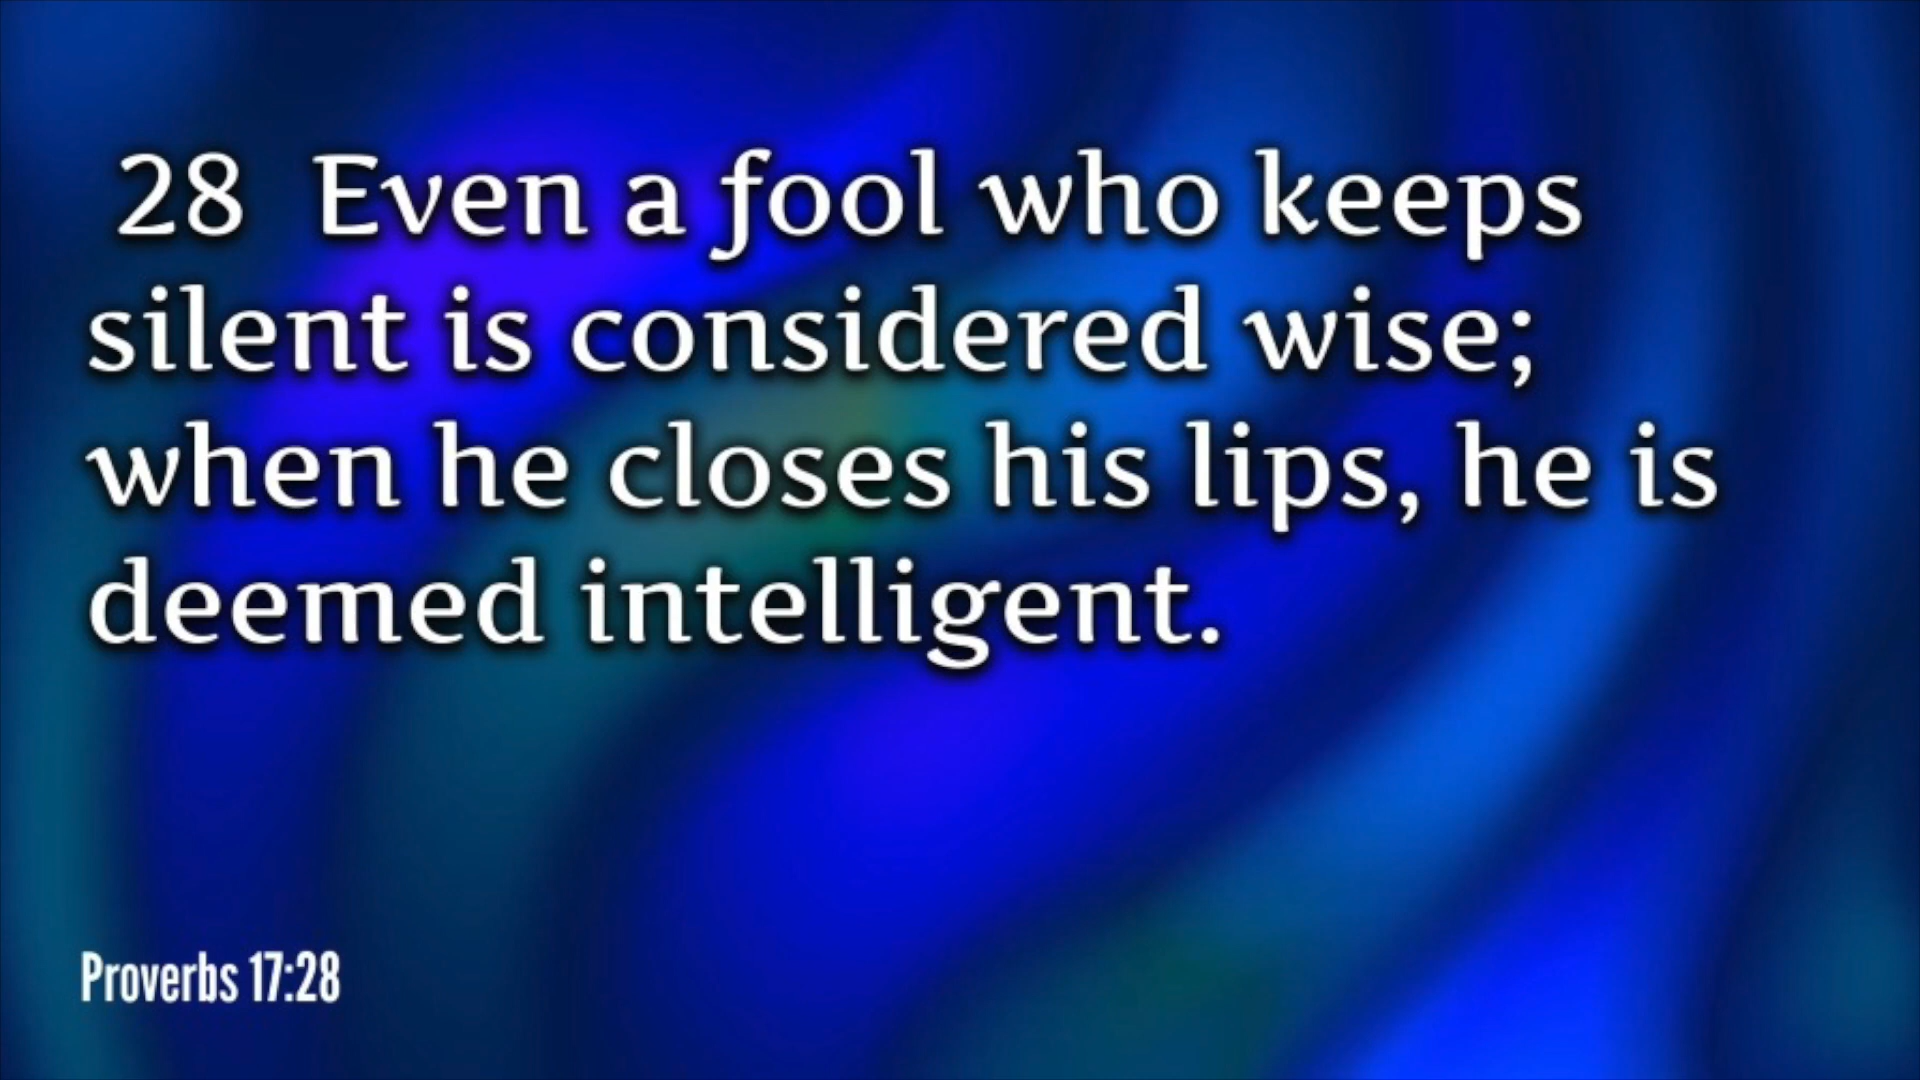 28 Even a fool who keeps
silent is considered wise;
when he closes his lips, he is
deemed intelligent.
Proverbs 17:28